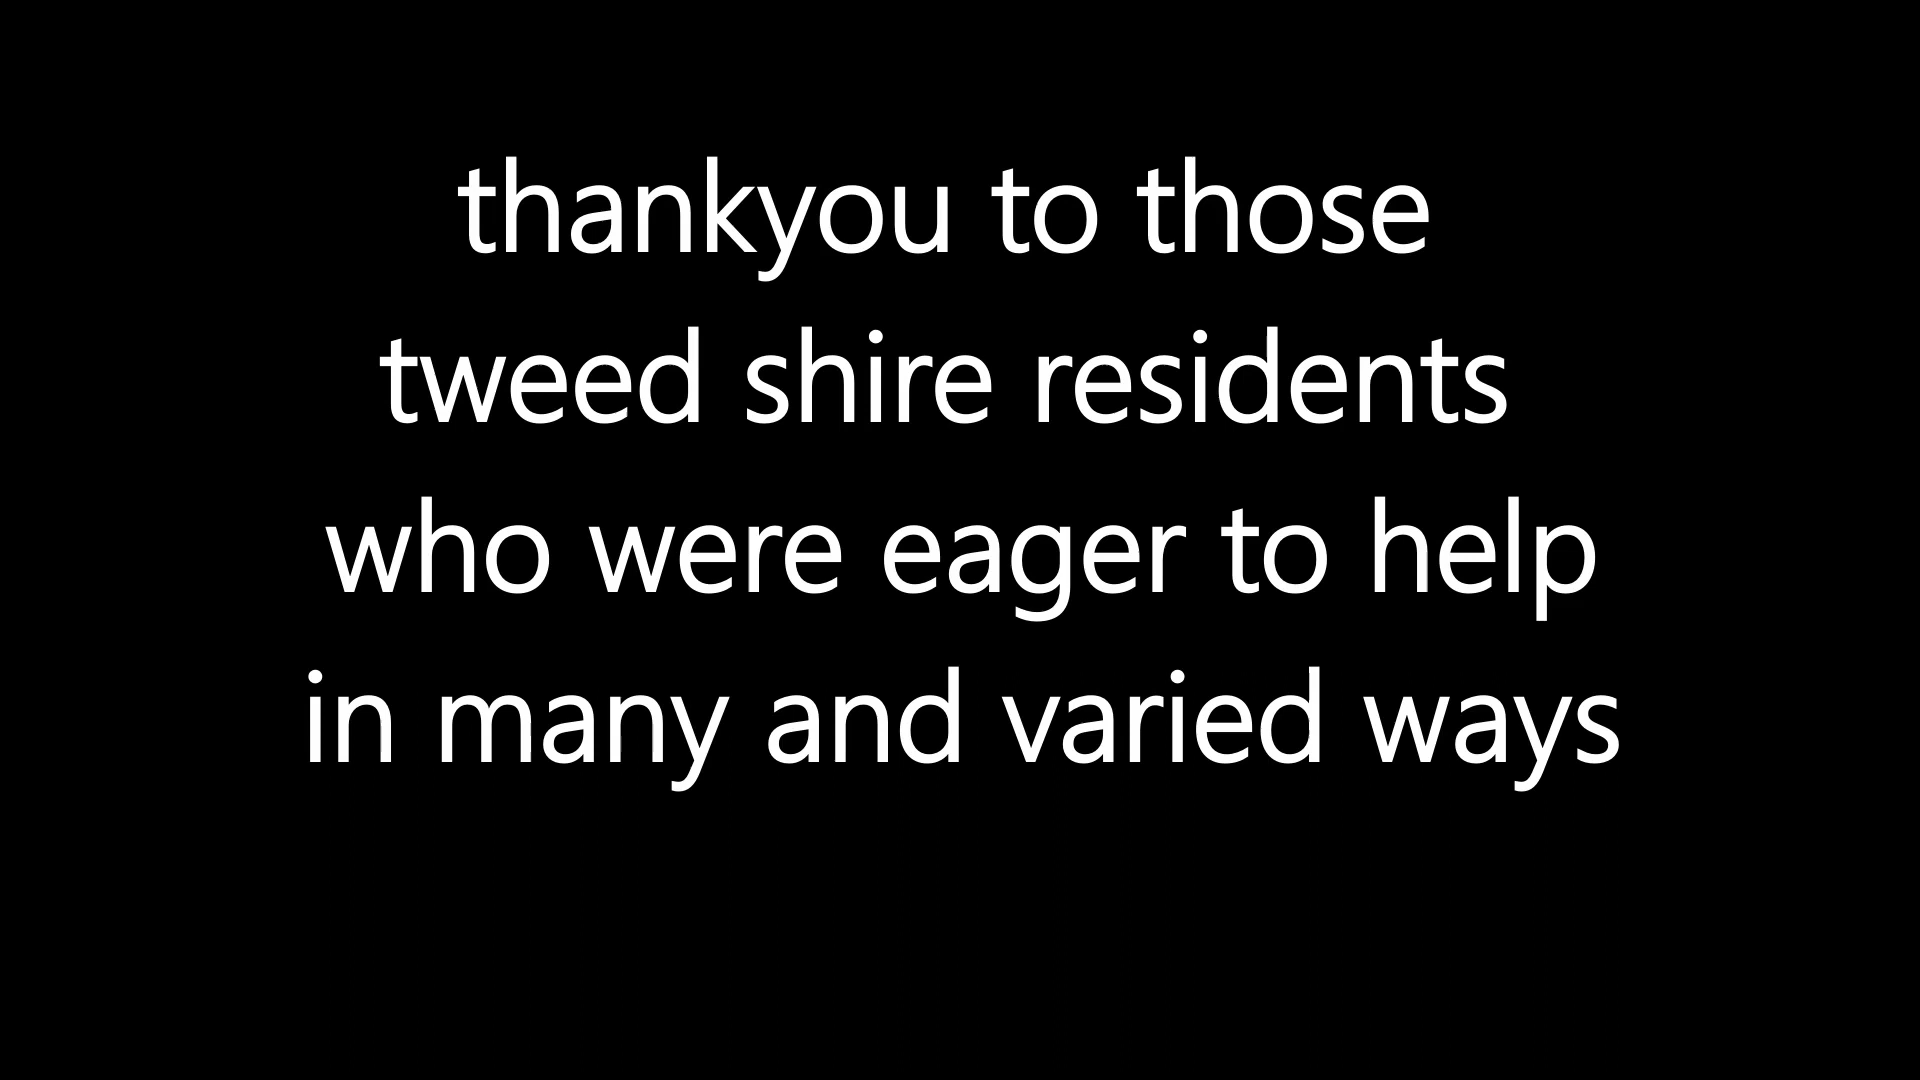 thankyou to those
tweed shire residents
who were eager to help
in many and varied ways